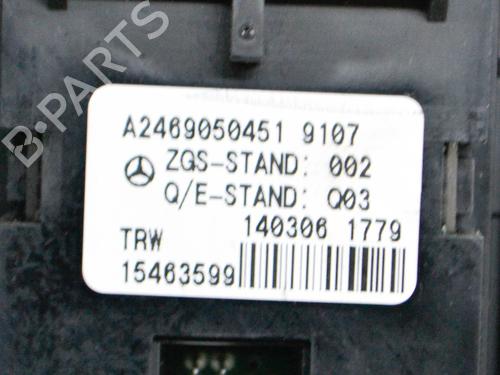 B-PARTS
A2469050451 9107
ZGS-STAND: 002
Q/E-STAND: Q03
140306 1779
TRW
15463599